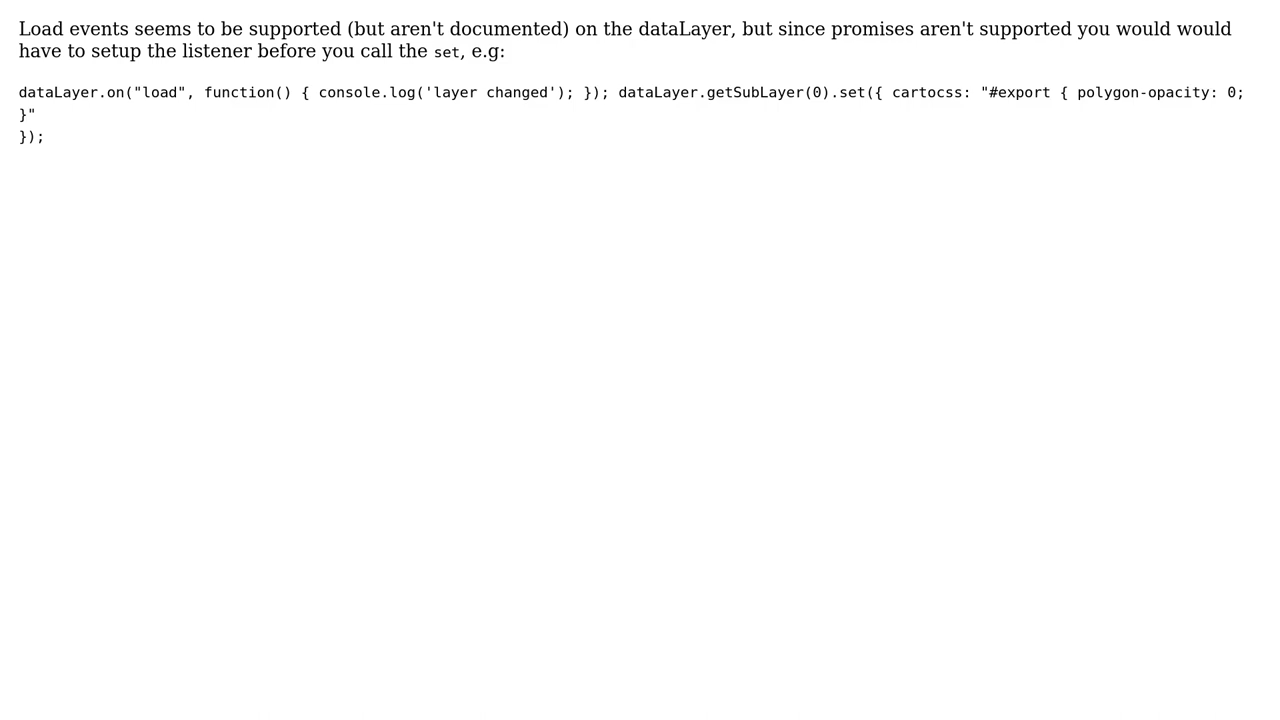 Load events seems to be supported (but aren't documented) on the dataLayer, but since promises aren't supported you would would
have to setup the listener before you call the set, e.g:
dataLayer.on("load", function() { console.log('layer changed'); }); dataLayer.getSubLayer(0).set({ cartocss: "#export { polygon-opacity: 0;
}"
});